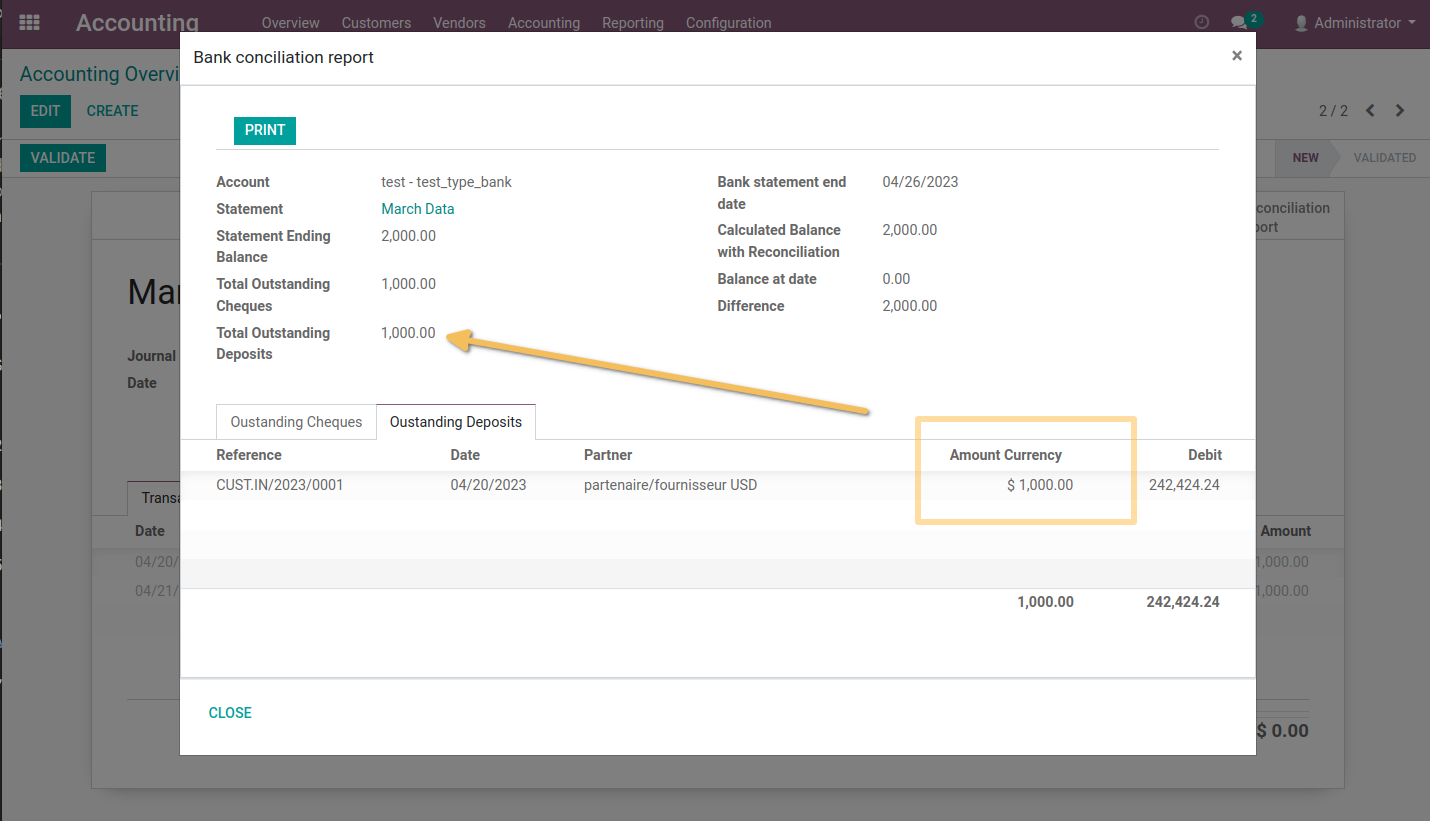 Accounting Overview Customers Vendors Accounting Reporting Configuration 2 Administrator
Bank conciliation report ×
Accounting Overvi
EDIT CREATE 2 / 2
PRINT
VALIDATE NEW VALIDATED
Account test - test_type_bank
Statement March Data
Statement Ending
Balance 2,000.00
Total Outstanding
Cheques 1,000.00
Total Outstanding
Deposits 1,000.00
Bank statement end
date 04/26/2023
Calculated Balance
with Reconciliation 2,000.00
Balance at date 0.00
Difference 2,000.00
conciliation
ort
Mar
Journal
Date
Oustanding Cheques Oustanding Deposits
Reference Date Partner Amount Currency Debit
CUST.IN/2023/0001 04/20/2023 partenaire/fournisseur USD $ 1,000.00 242,424.24
Transa
Date Amount
04/20/ 1,000.00
04/21/ 1,000.00
1,000.00 242,424.24
CLOSE
$ 0.00